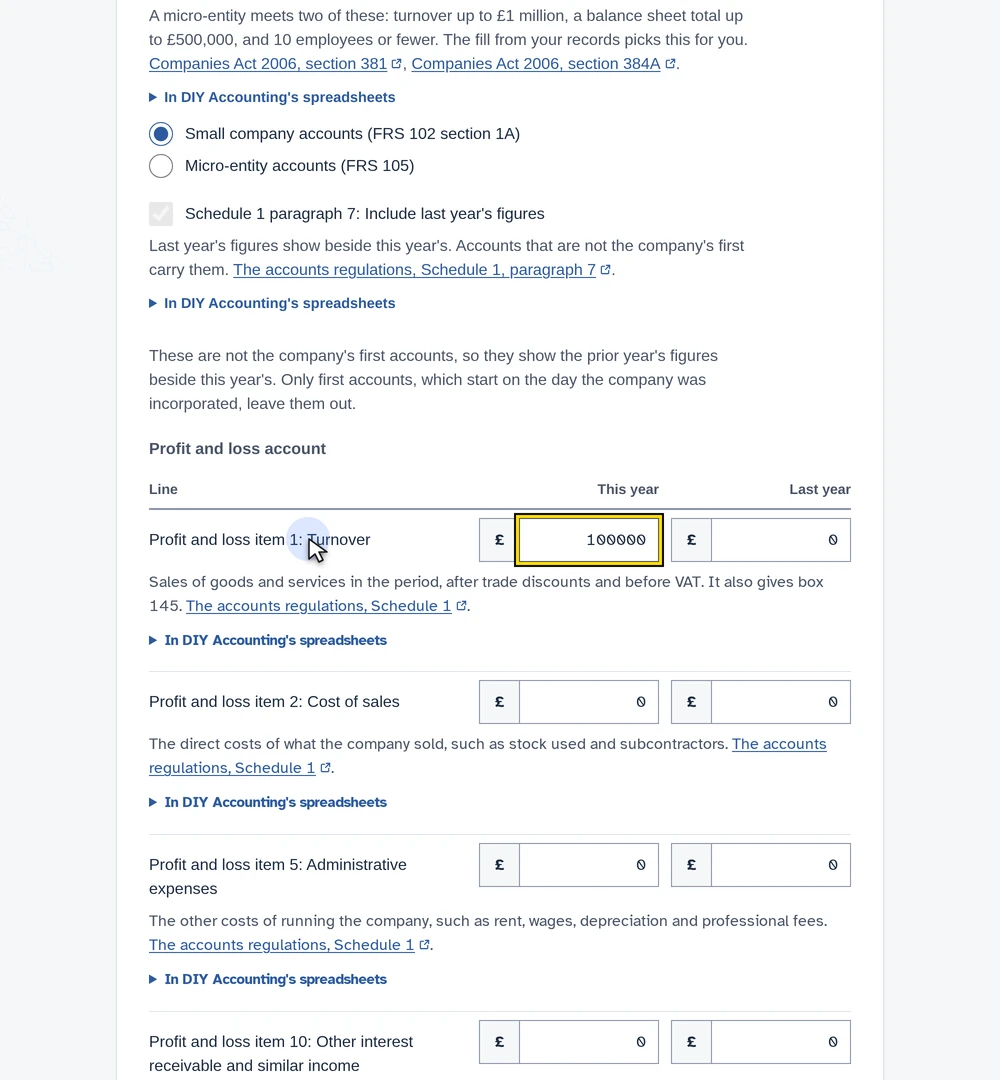 A micro-entity meets two of these: turnover up to £1 million, a balance sheet total up
to £500,000, and 10 employees or fewer. The fill from your records picks this for you.
Companies Act 2006, section 381, Companies Act 2006, section 384A.
In DIY Accounting's spreadsheets
Small company accounts (FRS 102 section 1A)
Micro-entity accounts (FRS 105)
Schedule 1 paragraph 7: Include last year's figures
Last year's figures show beside this year's. Accounts that are not the company's first
carry them. The accounts regulations, Schedule 1, paragraph 7.
In DIY Accounting's spreadsheets
These are not the company's first accounts, so they show the prior year's figures
beside this year's. Only first accounts, which start on the day the company was
incorporated, leave them out.
Profit and loss account
Line This year Last year
Profit and loss item 1: Turnover £ 100000 £ 0
Sales of goods and services in the period, after trade discounts and before VAT. It also gives box
145. The accounts regulations, Schedule 1.
In DIY Accounting's spreadsheets
Profit and loss item 2: Cost of sales £ 0 £ 0
The direct costs of what the company sold, such as stock used and subcontractors. The accounts
regulations, Schedule 1.
In DIY Accounting's spreadsheets
Profit and loss item 5: Administrative £ 0 £ 0
expenses
The other costs of running the company, such as rent, wages, depreciation and professional fees.
The accounts regulations, Schedule 1.
In DIY Accounting's spreadsheets
Profit and loss item 10: Other interest £ 0 £ 0
receivable and similar income